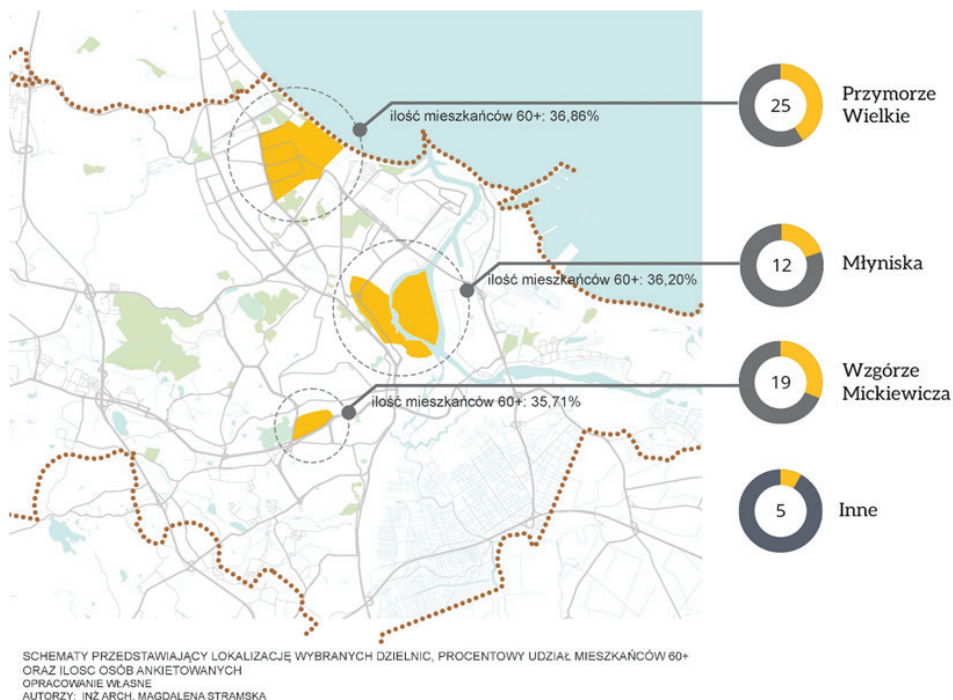 ilość mieszkańców 60+: 36,86%
25
Przymorze
Wielkie
ilość mieszkańców 60+: 36,20%
12
Młyniska
ilość mieszkańców 60+: 35,71%
19
Wzgórze
Mickiewicza
5
Inne
SCHEMATY PRZEDSTAWIAJĄCY LOKALIZACJĘ WYBRANYCH DZIELNIC, PROCENTOWY UDZIAŁ MIESZKAŃCÓW 60+
ORAZ ILOSC OSÓB ANKIETOWANYCH
OPRACOWANIE WŁASNE
AUTORZY: INŻ ARCH. MAGDALENA STRAMSKA